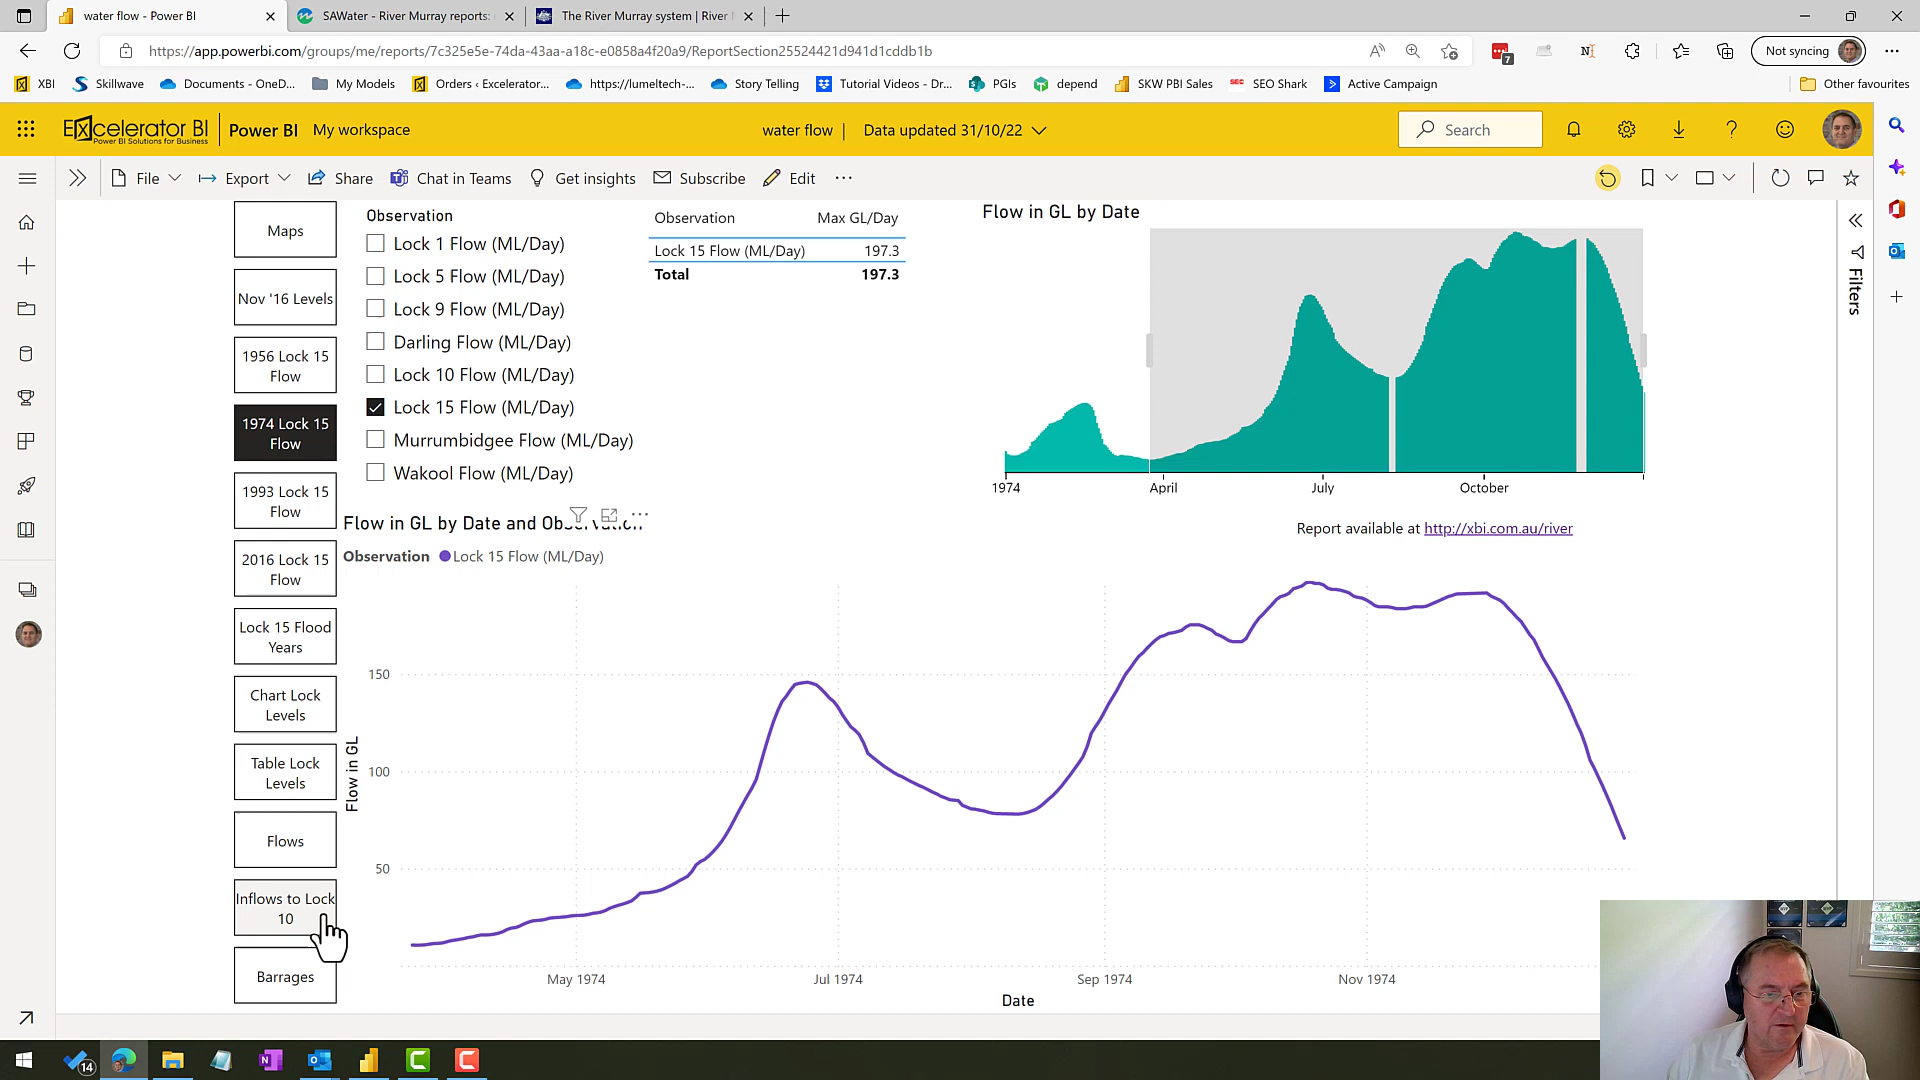 water flow - Power BI
SAWater - River Murray reports:
The River Murray system | River
https://app.powerbi.com/groups/me/reports/7c325e5e-74da-43aa-a18c-e0858a4f20a9/ReportSection25524421d941d1cddb1b
7
Not syncing
XBI
Skillwave
Documents - OneD...
My Models
Orders ‹ Excelerator...
https://lumeltech-...
Story Telling
Tutorial Videos - Dr...
PGIs
depend
SKW PBI Sales
SEO Shark
Active Campaign
Other favourites
Excelerator BI
Power BI Solutions for Business
Power BI
My workspace
water flow
Data updated 31/10/22
Search
File
Export
Share
Chat in Teams
Get insights
Subscribe
Edit
Filters
Maps
Nov '16 Levels
1956 Lock 15
Flow
1974 Lock 15
Flow
1993 Lock 15
Flow
2016 Lock 15
Flow
Lock 15 Flood
Years
Chart Lock
Levels
Table Lock
Levels
Flows
Inflows to Lock
10
Barrages
Observation
Lock 1 Flow (ML/Day)
Lock 5 Flow (ML/Day)
Lock 9 Flow (ML/Day)
Darling Flow (ML/Day)
Lock 10 Flow (ML/Day)
Lock 15 Flow (ML/Day)
Murrumbidgee Flow (ML/Day)
Wakool Flow (ML/Day)
Observation Max GL/Day
Lock 15 Flow (ML/Day) 197.3
Total 197.3
Flow in GL by Date
1974 April July October
Report available at http://xbi.com.au/river
Flow in GL by Date and Observation
Observation Lock 15 Flow (ML/Day)
150
100
50
Flow in GL
May 1974 Jul 1974 Sep 1974 Nov 1974
Date
14